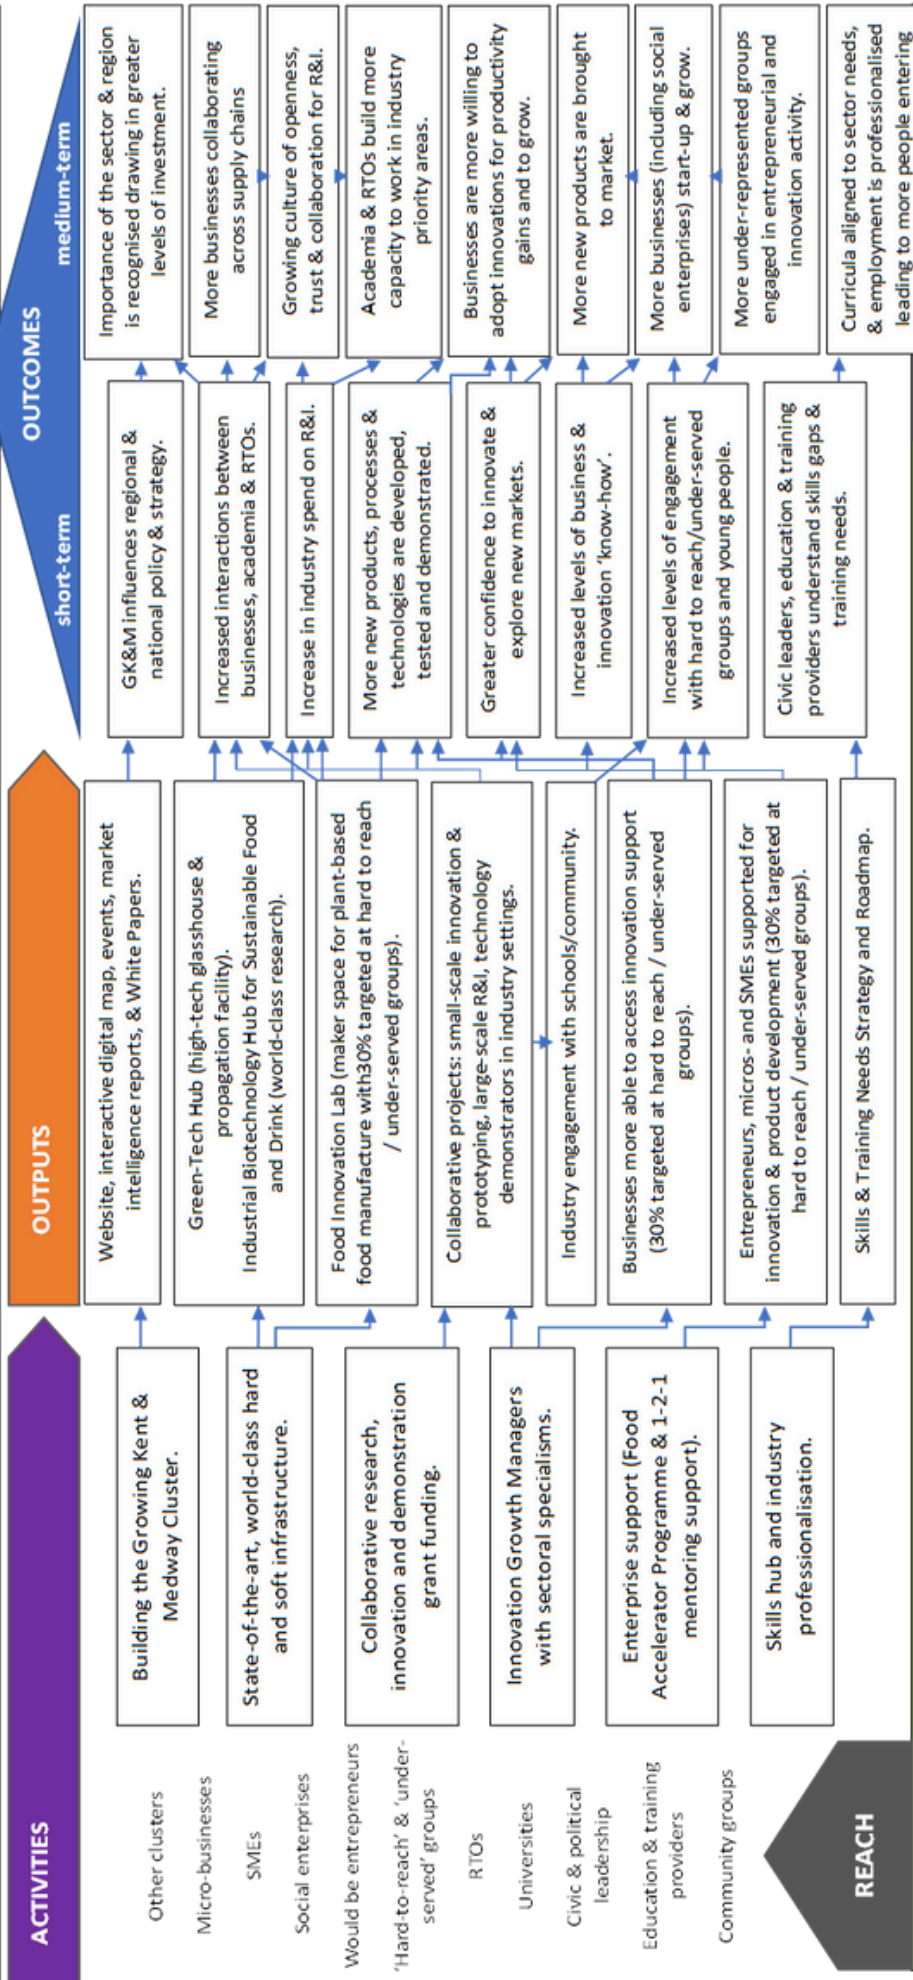 ACTIVITIES
OUTPUTS
OUTCOMES
short-term
medium-term
Other clusters
Micro-businesses
SMEs
Social enterprises
Would be entrepreneurs
'Hard-to-reach' & 'under-
served' groups
RTOs
Universities
Civic & political
leadership
Education & training
providers
Community groups
REACH
Building the Growing Kent &
Medway Cluster.
State-of-the-art, world-class hard
and soft infrastructure.
Collaborative research,
innovation and demonstration
grant funding.
Innovation Growth Managers
with sectoral specialisms.
Enterprise support (Food
Accelerator Programme & 1-2-1
mentoring support).
Skills hub and industry
professionalisation.
Website, interactive digital map, events, market
intelligence reports, & White Papers.
Green-Tech Hub (high-tech glasshouse &
propagation facility).
Industrial Biotechnology Hub for Sustainable Food
and Drink (world-class research).
Food Innovation Lab (maker space for plant-based
food manufacture with30% targeted at hard to reach
/ under-served groups).
Collaborative projects: small-scale innovation &
prototyping, large-scale R&I, technology
demonstrators in industry settings.
Industry engagement with schools/community.
Businesses more able to access innovation support
(30% targeted at hard to reach / under-served
groups).
Entrepreneurs, micros- and SMEs supported for
innovation & product development (30% targeted at
hard to reach / under-served groups).
Skills & Training Needs Strategy and Roadmap.
GK&M influences regional &
national policy & strategy.
Increased interactions between
businesses, academia & RTOs.
Increase in industry spend on R&I.
More new products, processes &
technologies are developed,
tested and demonstrated.
Greater confidence to innovate &
explore new markets.
Increased levels of business &
innovation 'know-how'.
Increased levels of engagement
with hard to reach/under-served
groups and young people.
Civic leaders, education & training
providers understand skills gaps &
training needs.
Importance of the sector & region
is recognised drawing in greater
levels of investment.
More businesses collaborating
across supply chains
Growing culture of openness,
trust & collaboration for R&I.
Academia & RTOs build more
capacity to work in industry
priority areas.
Businesses are more willing to
adopt innovations for productivity
gains and to grow.
More new products are brought
to market.
More businesses (including social
enterprises) start-up & grow.
More under-represented groups
engaged in entrepreneurial and
innovation activity.
Curricula aligned to sector needs,
& employment is professionalised
leading to more people entering